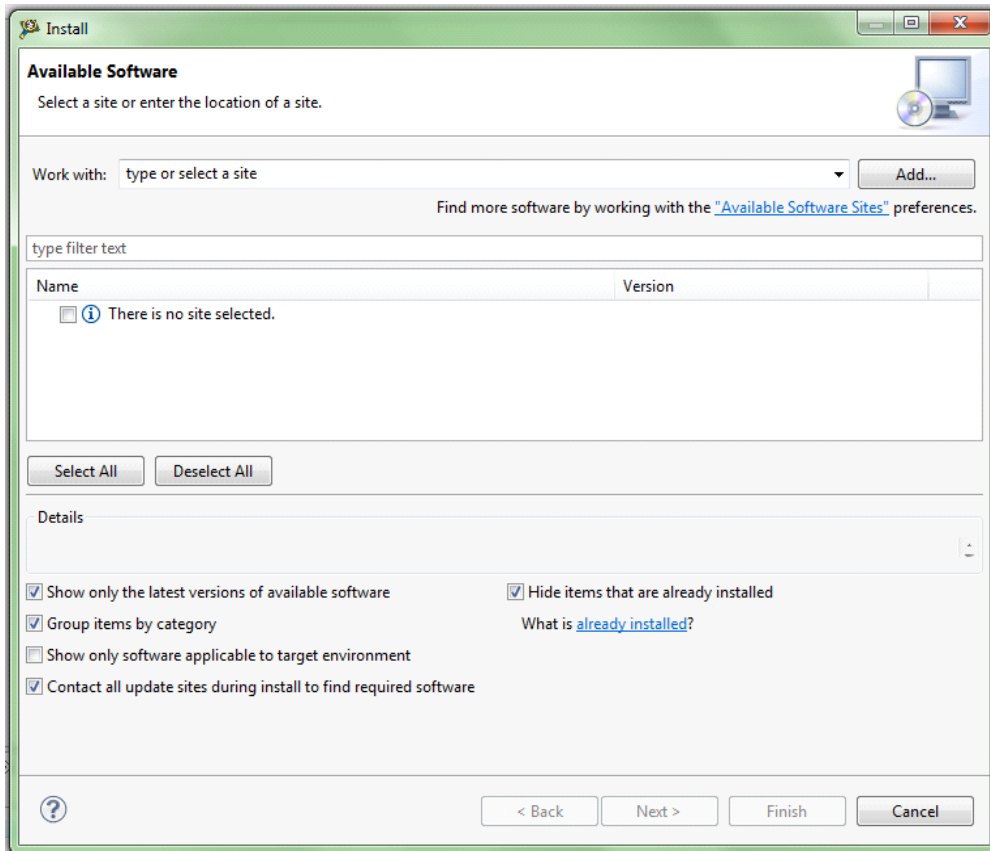 Install
Available Software
Select a site or enter the location of a site.
Work with: type or select a site Add...
Find more software by working with the "Available Software Sites" preferences.
type filter text
Name Version
There is no site selected.
Select All Deselect All
Details
Show only the latest versions of available software Hide items that are already installed
Group items by category What is already installed?
Show only software applicable to target environment
Contact all update sites during install to find required software
? < Back Next > Finish Cancel